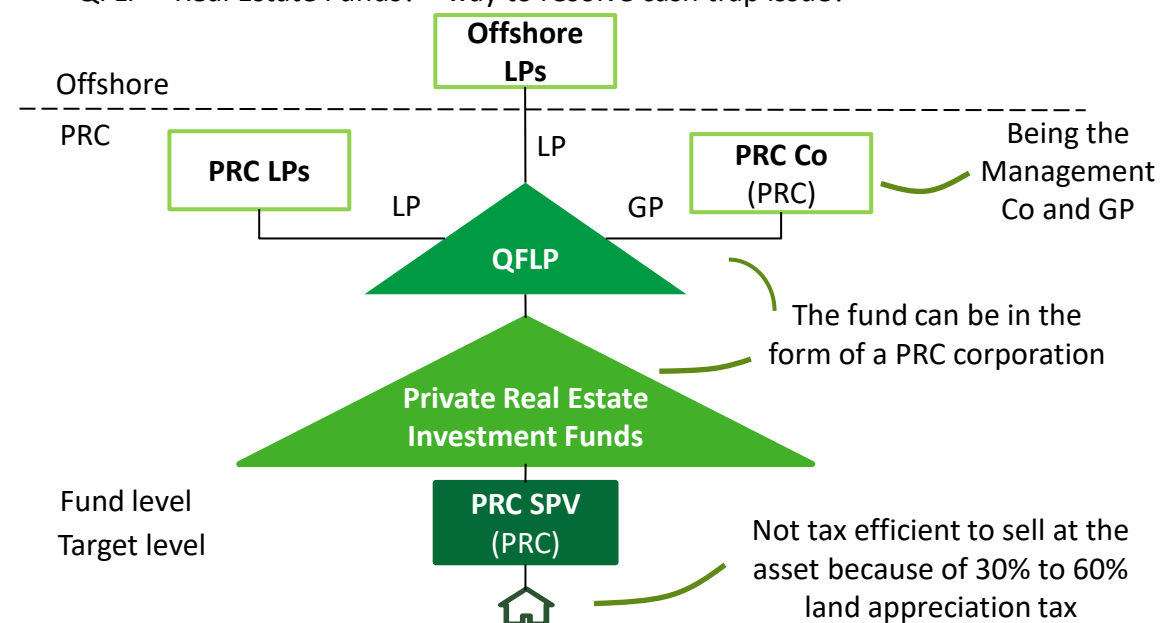 Offshore
LPs
Offshore
PRC
PRC LPs
LP
PRC Co
(PRC)
Being the
Management
Co and GP
LP
GP
QFLP
The fund can be in the
form of a PRC corporation
Private Real Estate
Investment Funds
Fund level
Target level
PRC SPV
(PRC)
Not tax efficient to sell at the
asset because of 30% to 60%
land appreciation tax